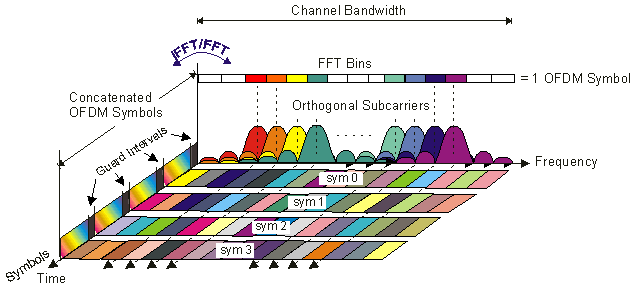 Channel Bandwidth
FFT/FFT
FFT Bins
= 1 OFDM Symbol
Concatenated
OFDM Symbols
Orthogonal Subcarriers
Guard Intervals
Frequency
sym 0
sym 1
sym 2
sym 3
Symbols
Time